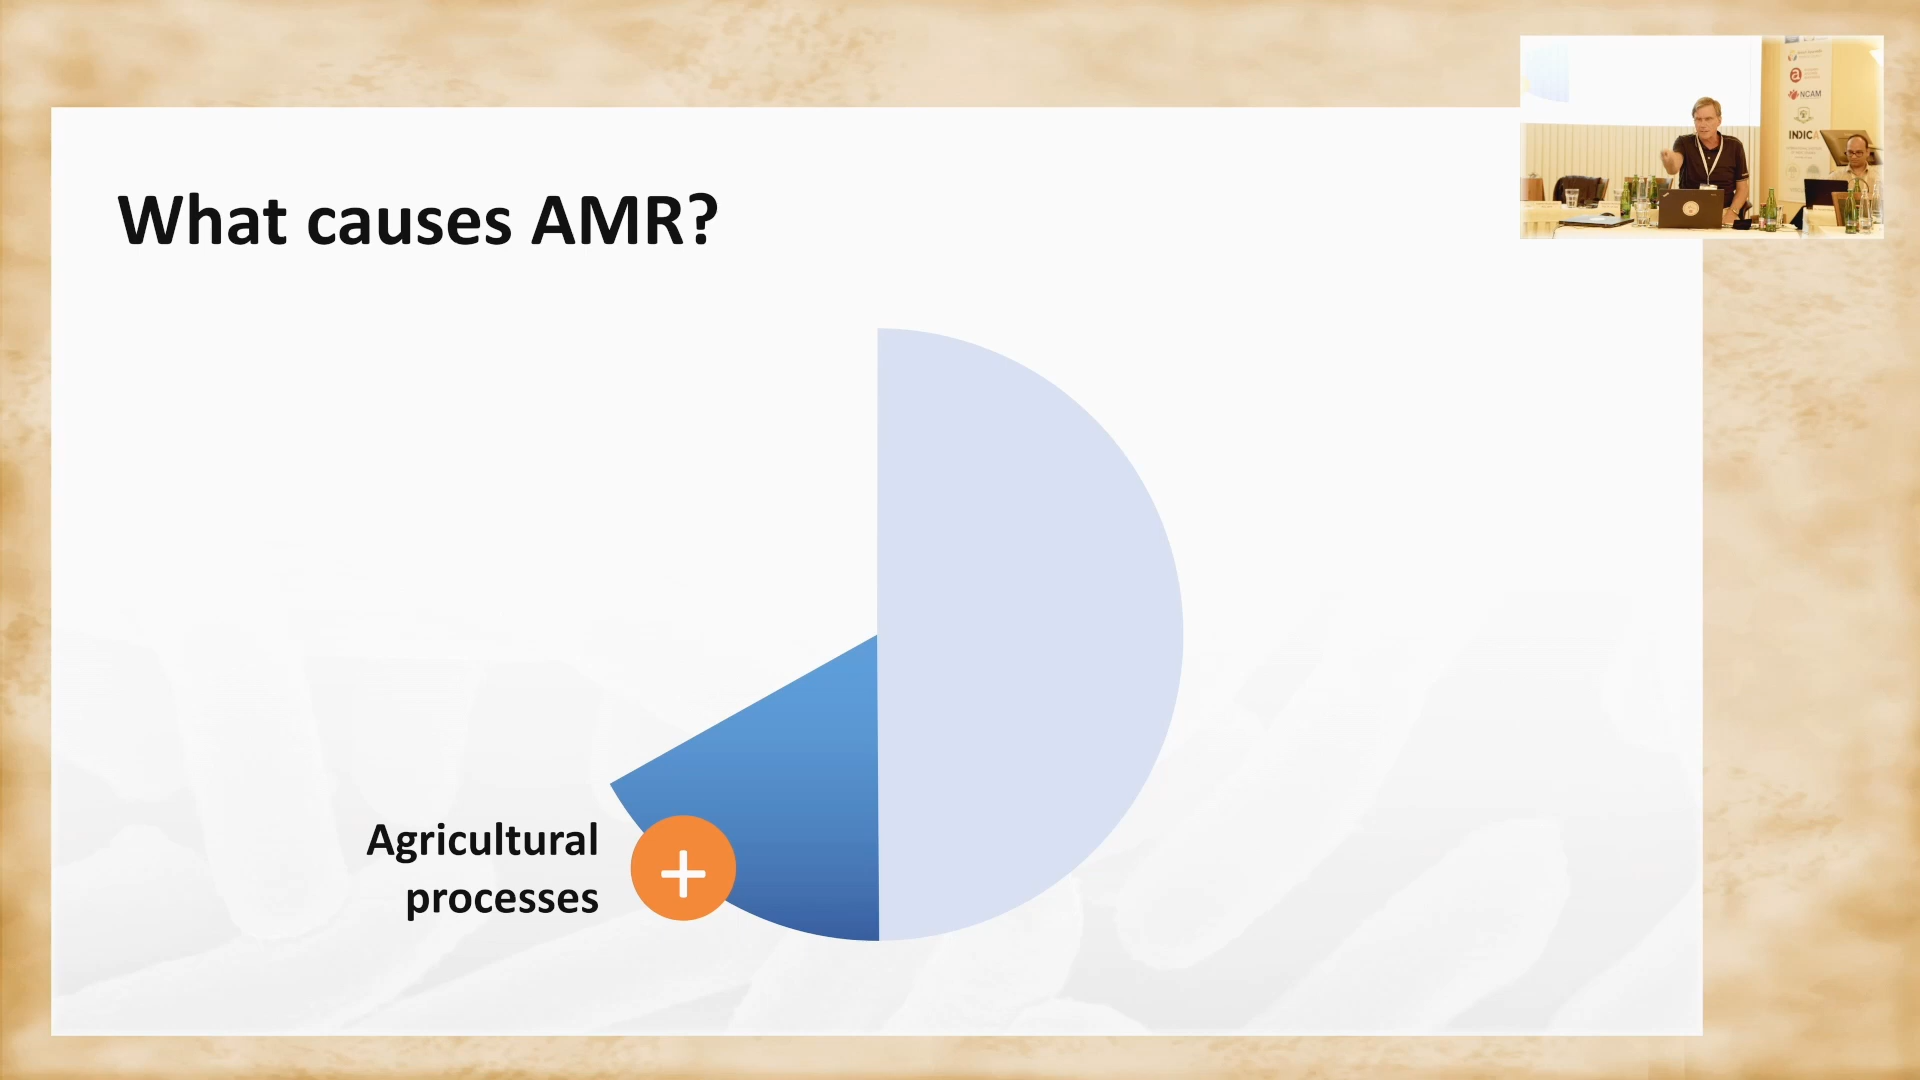 What causes AMR?
NCAM
INDICA
Agricultural
processes
+